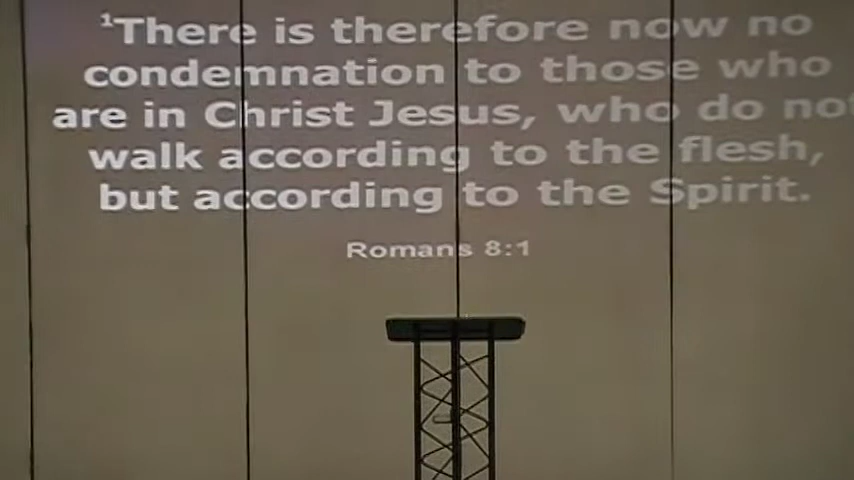 ¹There is therefore now no
condemnation to those who
are in Christ Jesus, who do not
walk according to the flesh,
but according to the Spirit.
Romans 8:1